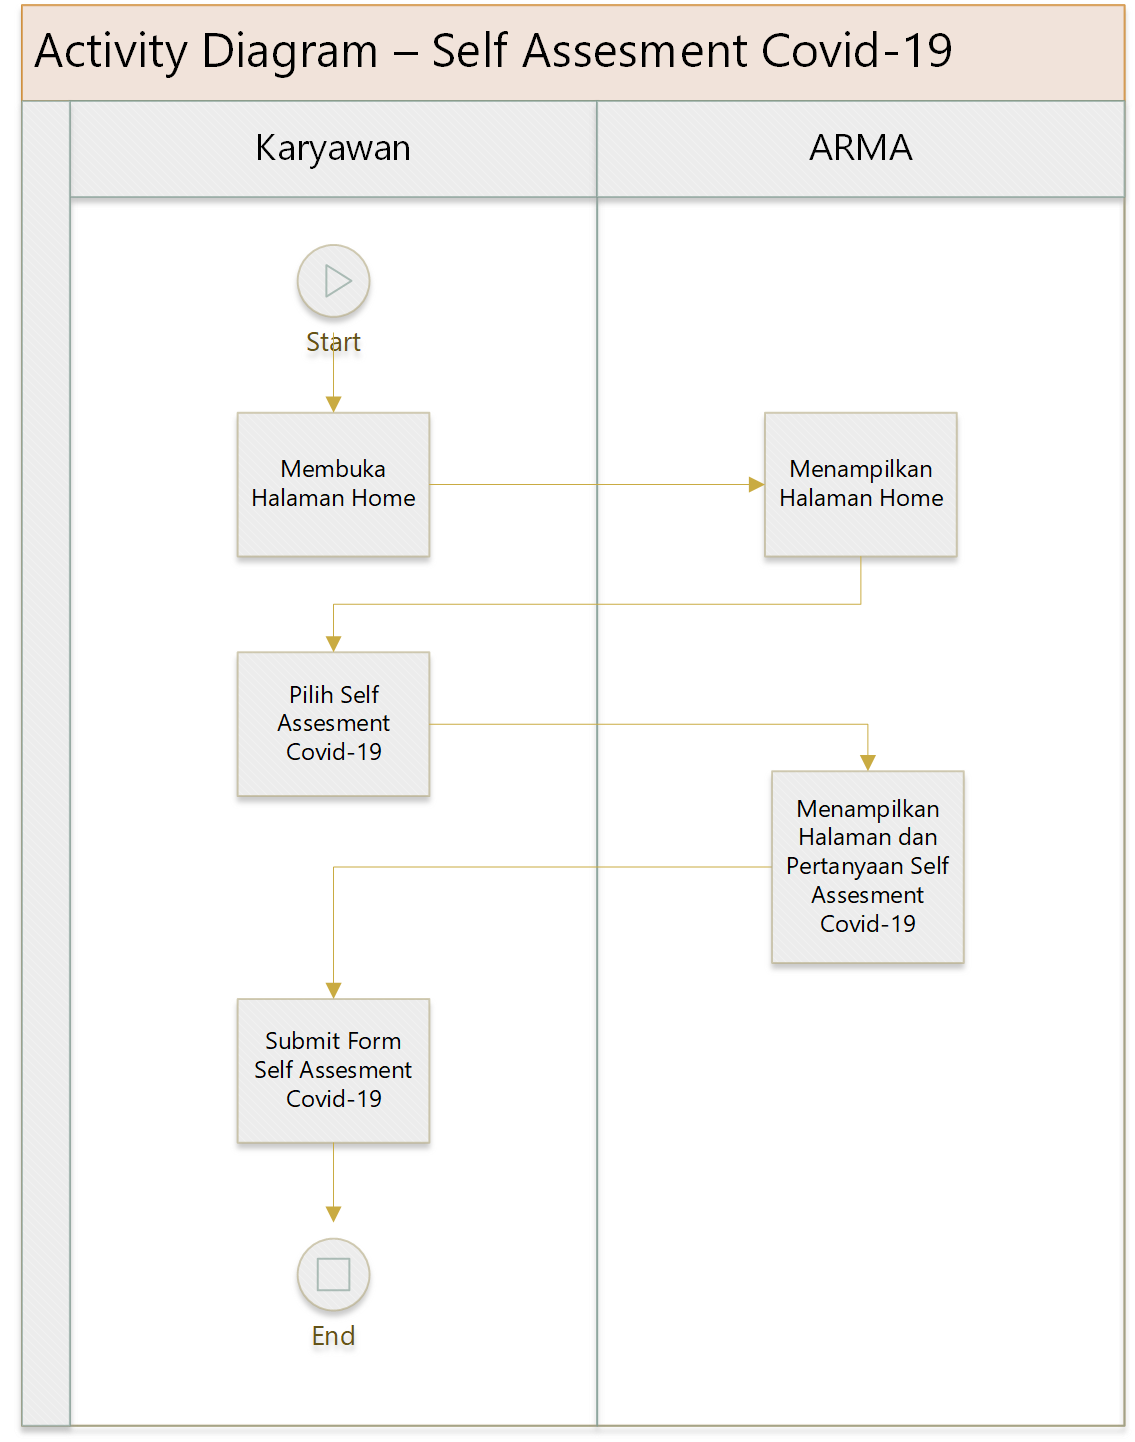 Activity Diagram – Self Assesment Covid-19
Karyawan
ARMA
Start
Membuka
Halaman Home
Menampilkan
Halaman Home
Pilih Self
Assesment
Covid-19
Menampilkan
Halaman dan
Pertanyaan Self
Assesment
Covid-19
Submit Form
Self Assesment
Covid-19
End